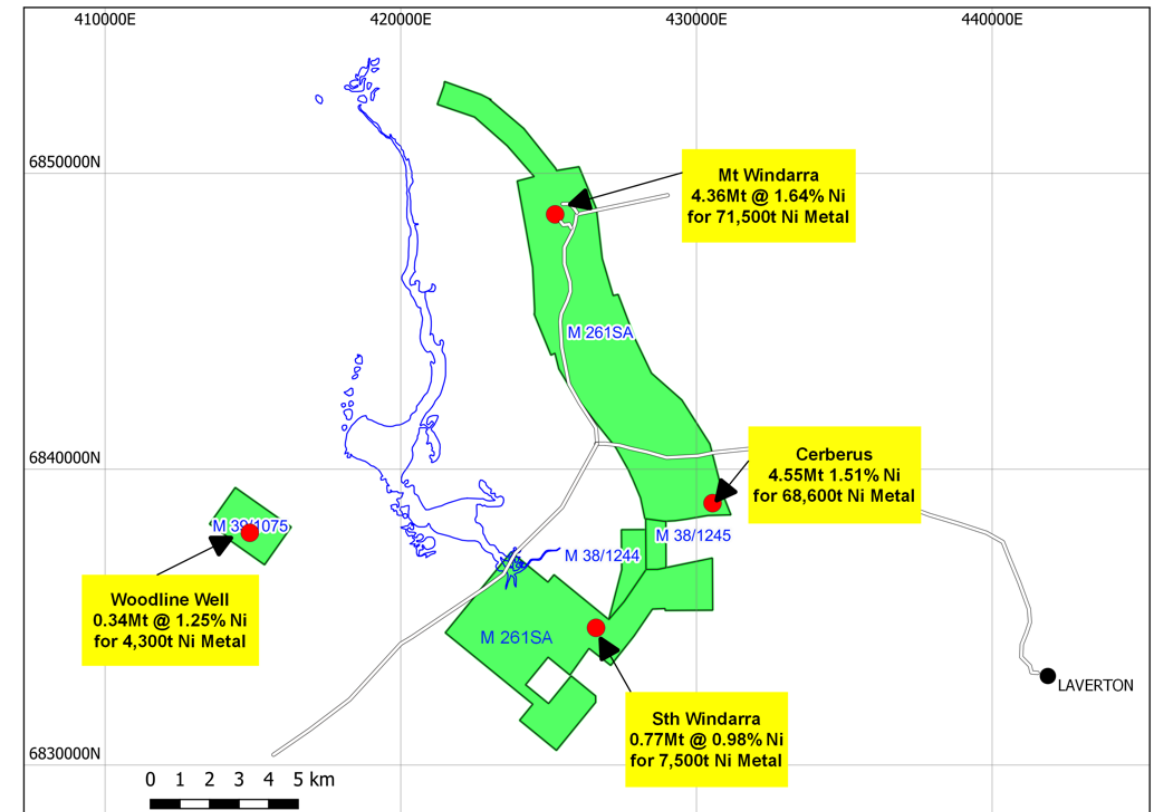 410000E
420000E
430000E
440000E
6850000N
Mt Windarra
4.36Mt @ 1.64% Ni
for 71,500t Ni Metal
M 261SA
6840000N
Cerberus
4.55Mt 1.51% Ni
for 68,600t Ni Metal
M 39/1075
M 38/1245
M 38/1244
Woodline Well
0.34Mt @ 1.25% Ni
for 4,300t Ni Metal
M 261SA
LAVERTON
Sth Windarra
0.77Mt @ 0.98% Ni
for 7,500t Ni Metal
6830000N
0 1 2 3 4 5 km